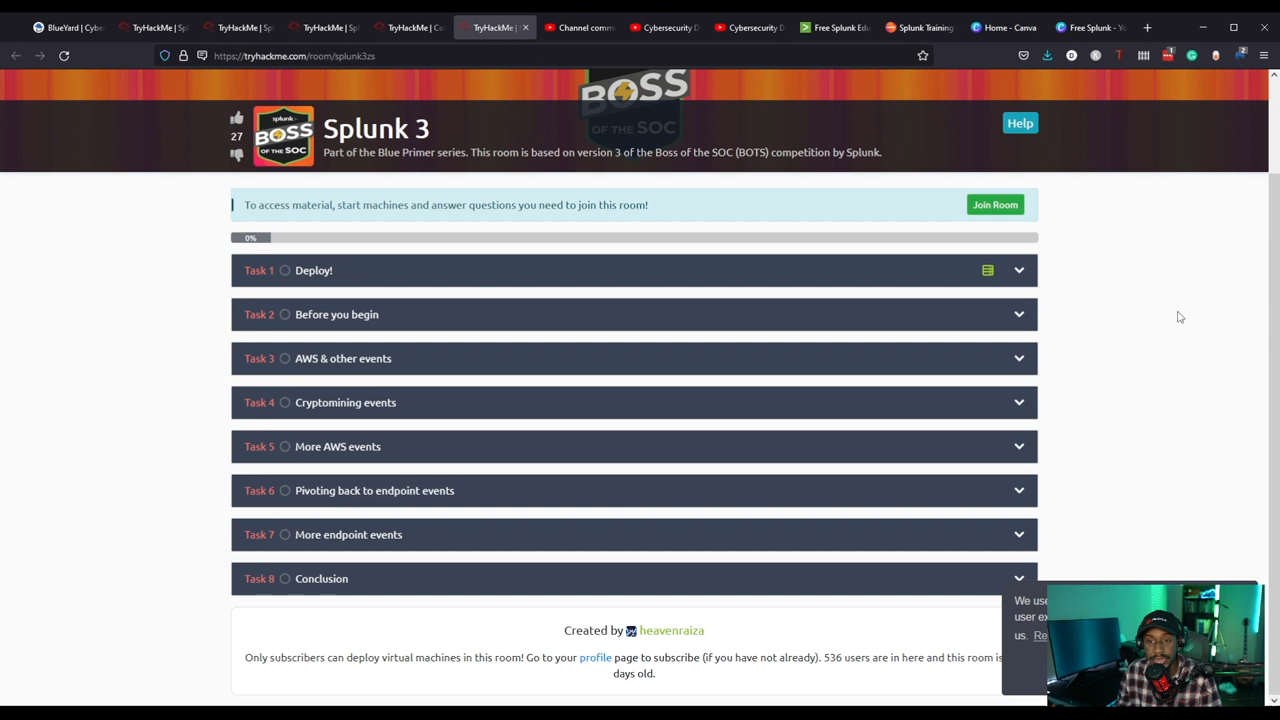 BlueYard | Cybe
TryHackMe | Spl
TryHackMe | Spl
TryHackMe | Spl
TryHackMe | Co
TryHackMe |
Channel comm
Cybersecurity D
Cybersecurity D
Free Splunk Edu
Splunk Training
Home - Canva
Free Splunk - Yo
https://tryhackme.com/room/splunk3zs
BOSS
OF THE SOC
27
splunk>
BOSS
OF THE SOC
Splunk 3
Part of the Blue Primer series. This room is based on version 3 of the Boss of the SOC (BOTS) competition by Splunk.
Help
To access material, start machines and answer questions you need to join this room!
Join Room
0%
Task 1 Deploy!
Task 2 Before you begin
Task 3 AWS & other events
Task 4 Cryptomining events
Task 5 More AWS events
Task 6 Pivoting back to endpoint events
Task 7 More endpoint events
Task 8 Conclusion
We use
user ex
us. Re
Created by heavenraiza
Only subscribers can deploy virtual machines in this room! Go to your profile page to subscribe (if you have not already). 536 users are in here and this room is
days old.